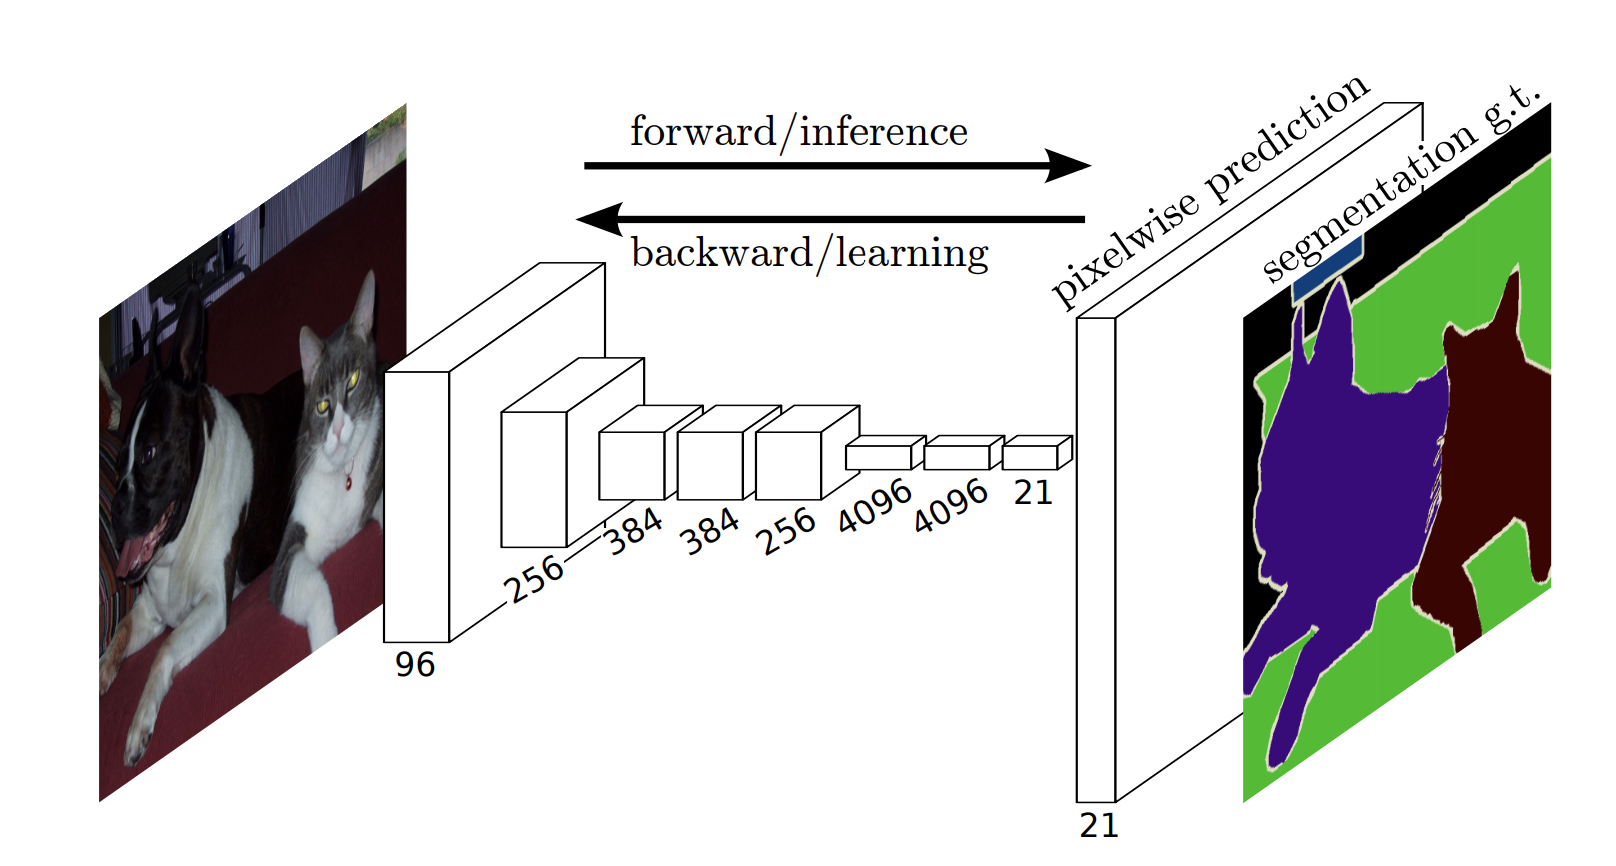 forward/inference
backward/learning
pixelwise prediction
segmentation g.t.
96
256
384
384
256
4096
4096
21
21